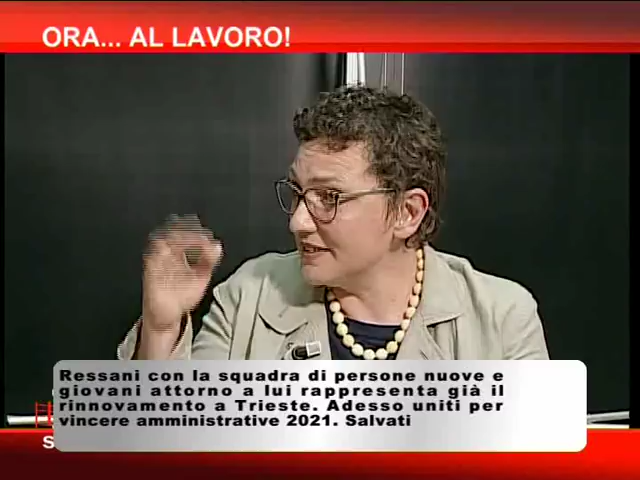 ORA... AL LAVORO!
Ressani con la squadra di persone nuove e
giovani attorno a lui rappresenta già il
rinnovamento a Trieste. Adesso uniti per
vincere amministrative 2021. Salvati